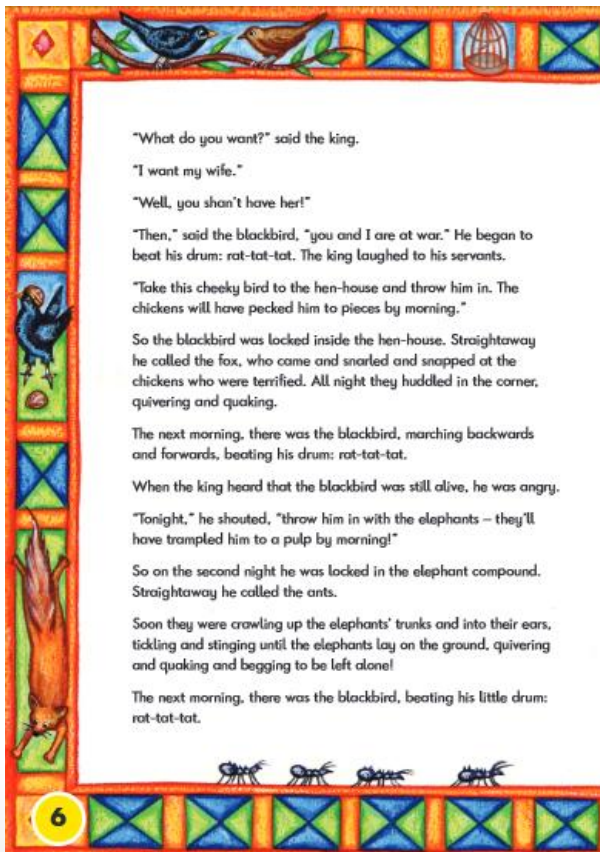 “What do you want?” said the king.
“I want my wife.”
“Well, you shan’t have her!”
“Then,” said the blackbird, “you and I are at war.” He began to
beat his drum: rat-tat-tat. The king laughed to his servants.
“Take this cheeky bird to the hen-house and throw him in. The
chickens will have pecked him to pieces by morning.”
So the blackbird was locked inside the hen-house. Straightaway
he called the fox, who came and snarled and snapped at the
chickens who were terrified. All night they huddled in the corner,
quivering and quaking.
The next morning, there was the blackbird, marching backwards
and forwards, beating his drum: rat-tat-tat.
When the king heard that the blackbird was still alive, he was angry.
“Tonight,” he shouted, “throw him in with the elephants – they’ll
have trampled him to a pulp by morning!”
So on the second night he was locked in the elephant compound.
Straightaway he called the ants.
Soon they were crawling up the elephants’ trunks and into their ears,
tickling and stinging until the elephants lay on the ground, quivering
and quaking and begging to be left alone!
The next morning, there was the blackbird, beating his little drum:
rat-tat-tat.
6